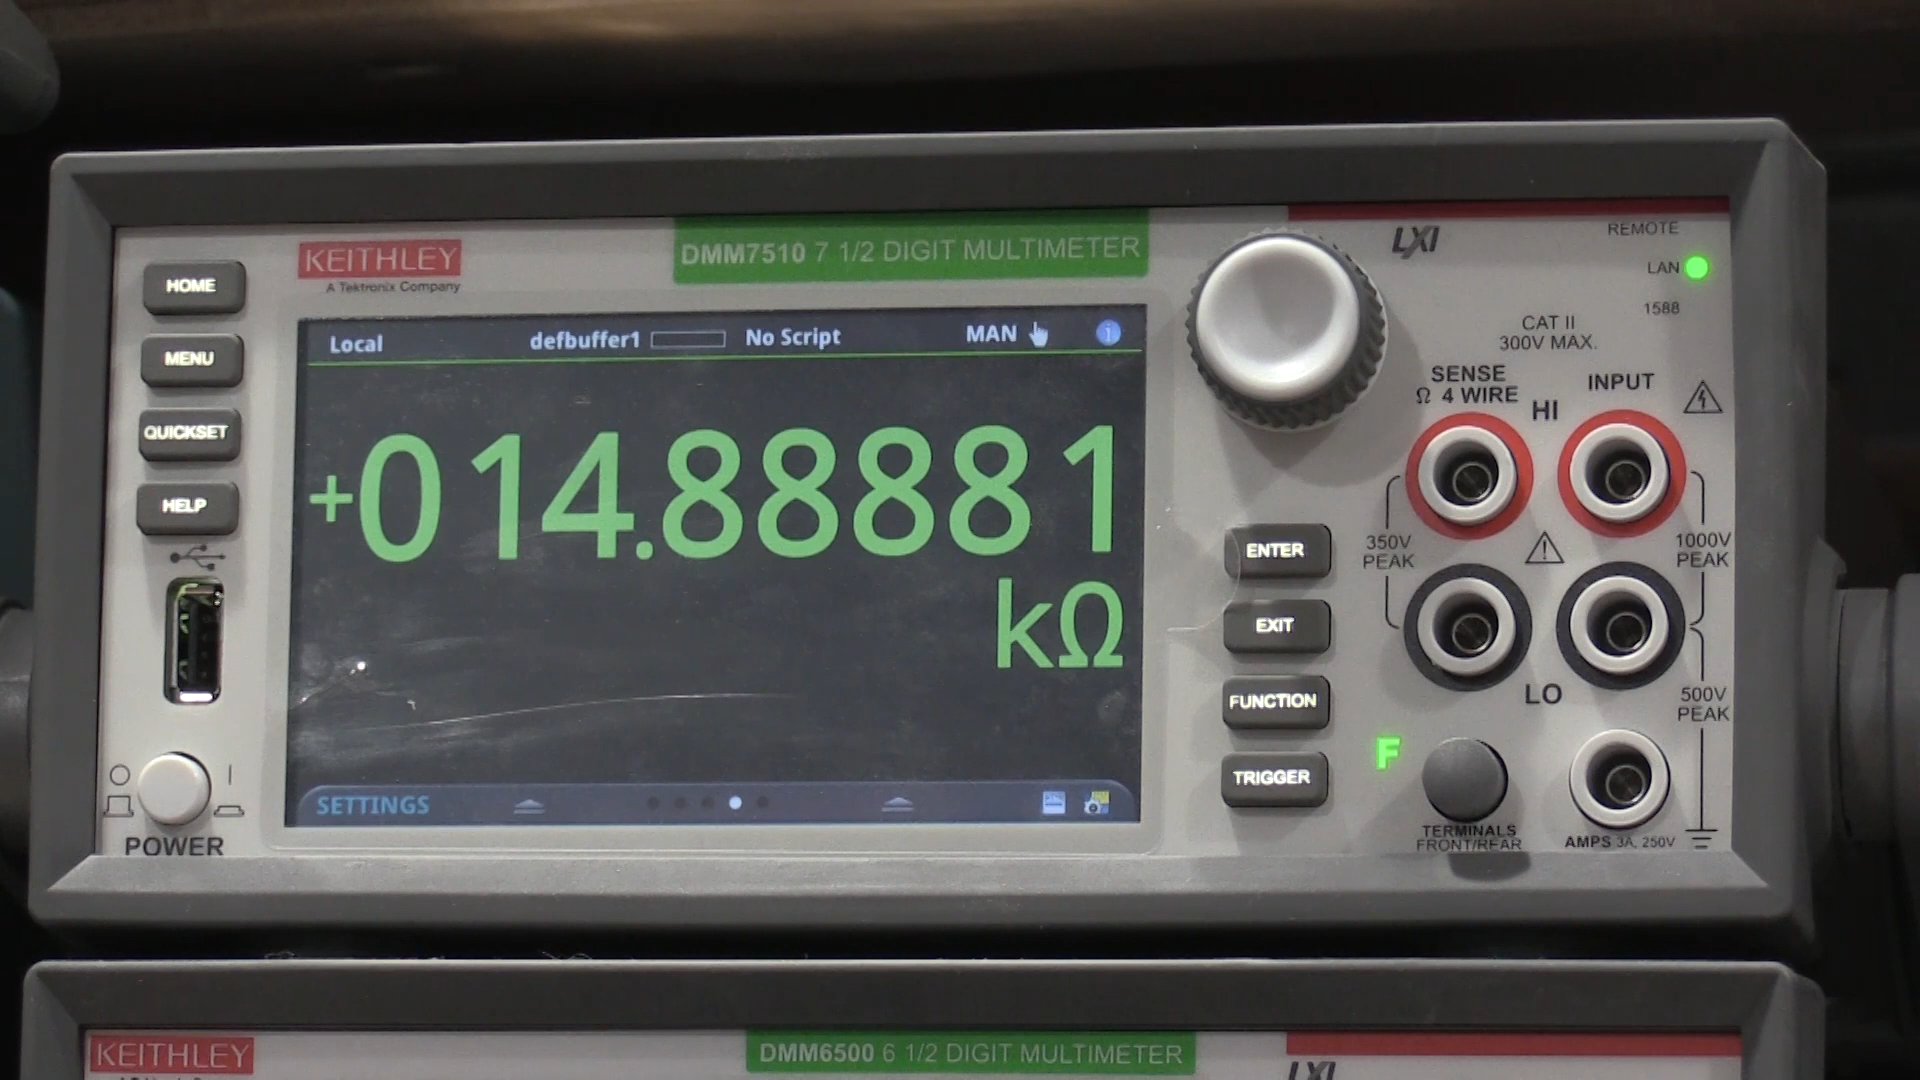 KEITHLEY
A Tektronix Company
DMM7510 7 1/2 DIGIT MULTIMETER
LXI
REMOTE
LAN
1588
HOME
MENU
QUICKSET
HELP
POWER
Local
defbuffer1
No Script
MAN
+014.88881
kΩ
SETTINGS
ENTER
EXIT
FUNCTION
TRIGGER
CAT II
300V MAX.
SENSE
Ω 4 WIRE
HI
INPUT
350V
PEAK
1000V
PEAK
LO
500V
PEAK
F
TERMINALS
FRONT/REAR
AMPS 3A, 250V
KEITHLEY
DMM6500 6 1/2 DIGIT MULTIMETER
LXI